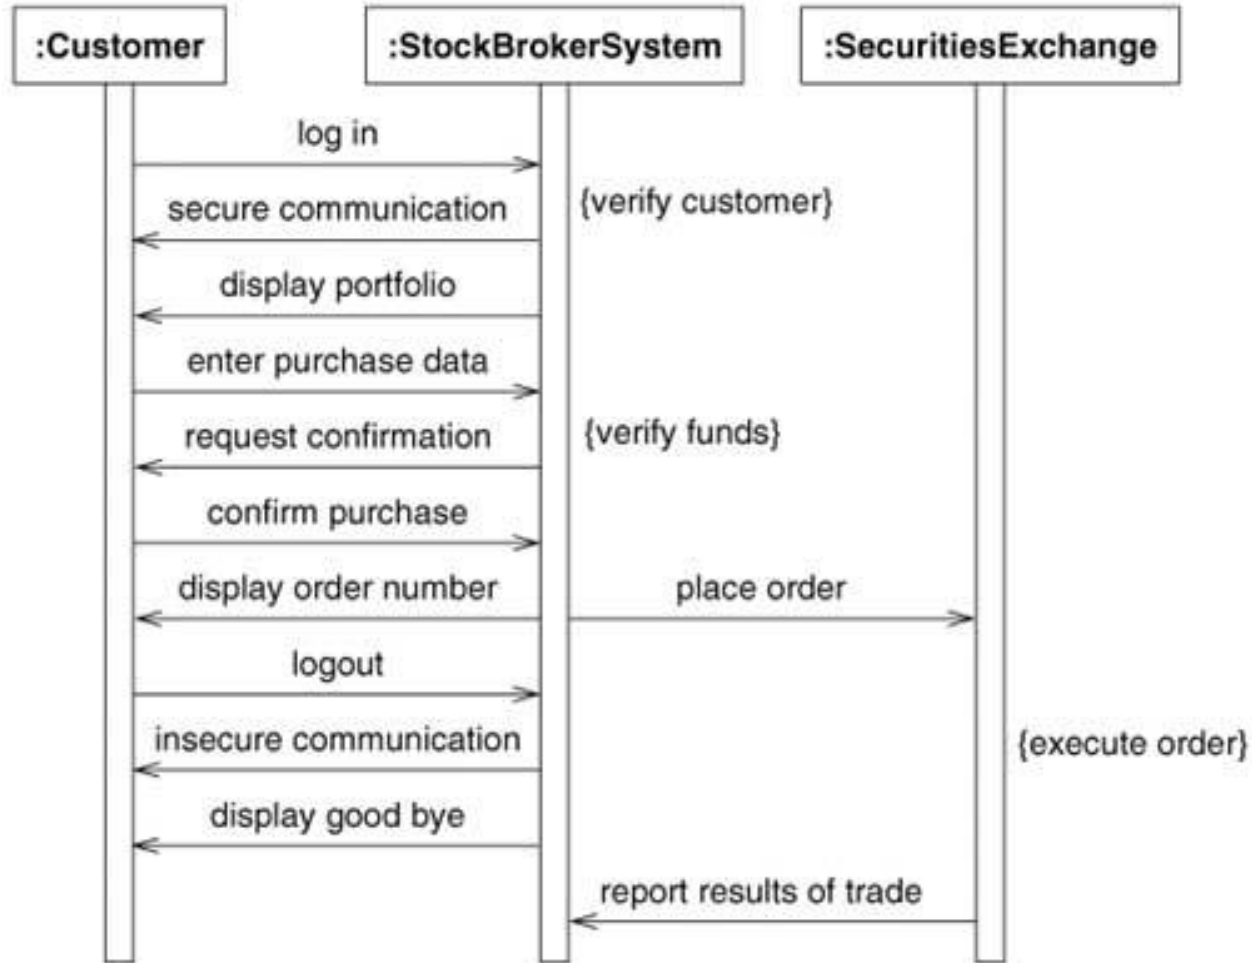 :Customer
:StockBrokerSystem
:SecuritiesExchange
log in
secure communication
{verify customer}
display portfolio
enter purchase data
request confirmation
{verify funds}
confirm purchase
display order number
place order
logout
insecure communication
{execute order}
display good bye
report results of trade